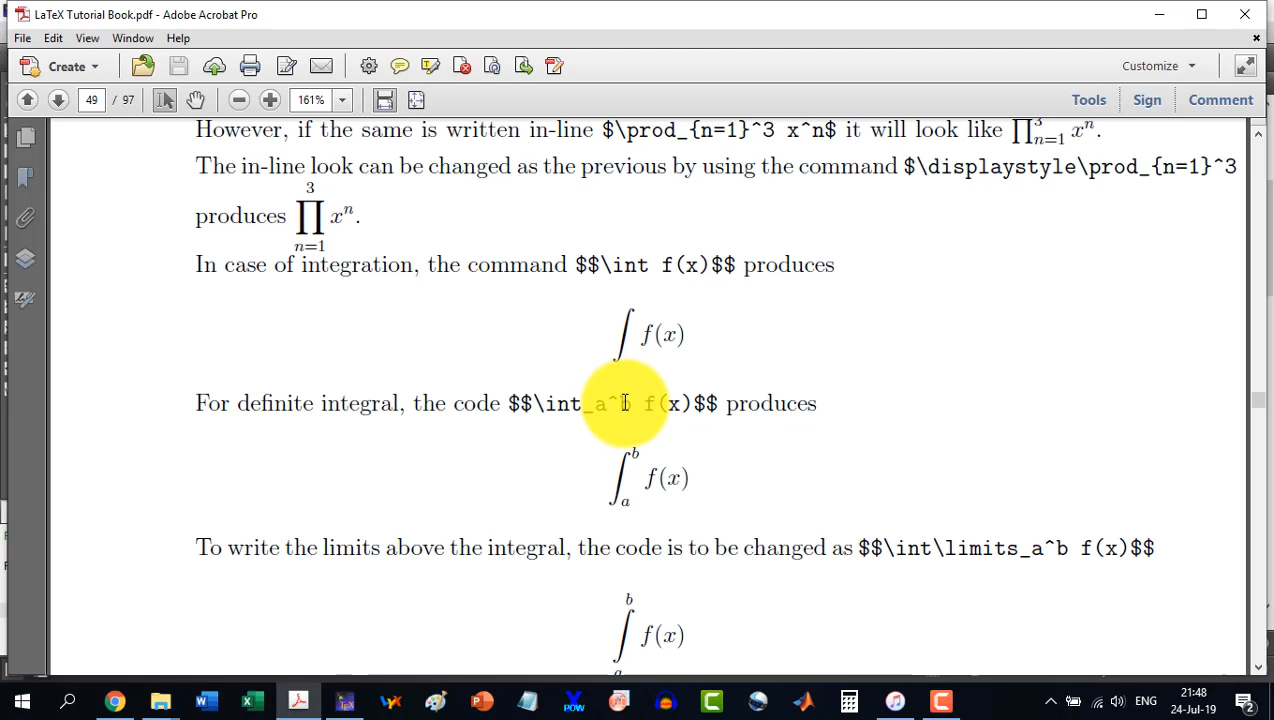 LaTeX Tutorial Book.pdf - Adobe Acrobat Pro
File Edit View Window Help
Create Customize
49 / 97 161% Tools Sign Comment
However, if the same is written in-line $\prod_{n=1}^3 x^n$ it will look like ∏³ₙ₌₁ xⁿ.
The in-line look can be changed as the previous by using the command $\displaystyle\prod_{n=1}^3
3
produces ∏ xⁿ.
n=1
In case of integration, the command $$\int f(x)$$ produces
∫ f(x)
For definite integral, the code $$\int_a^b f(x)$$ produces
b
∫ f(x)
a
To write the limits above the integral, the code is to be changed as $$\int\limits_a^b f(x)$$
b
∫ f(x)
a
POW
ENG
21:48
24-Jul-19
2